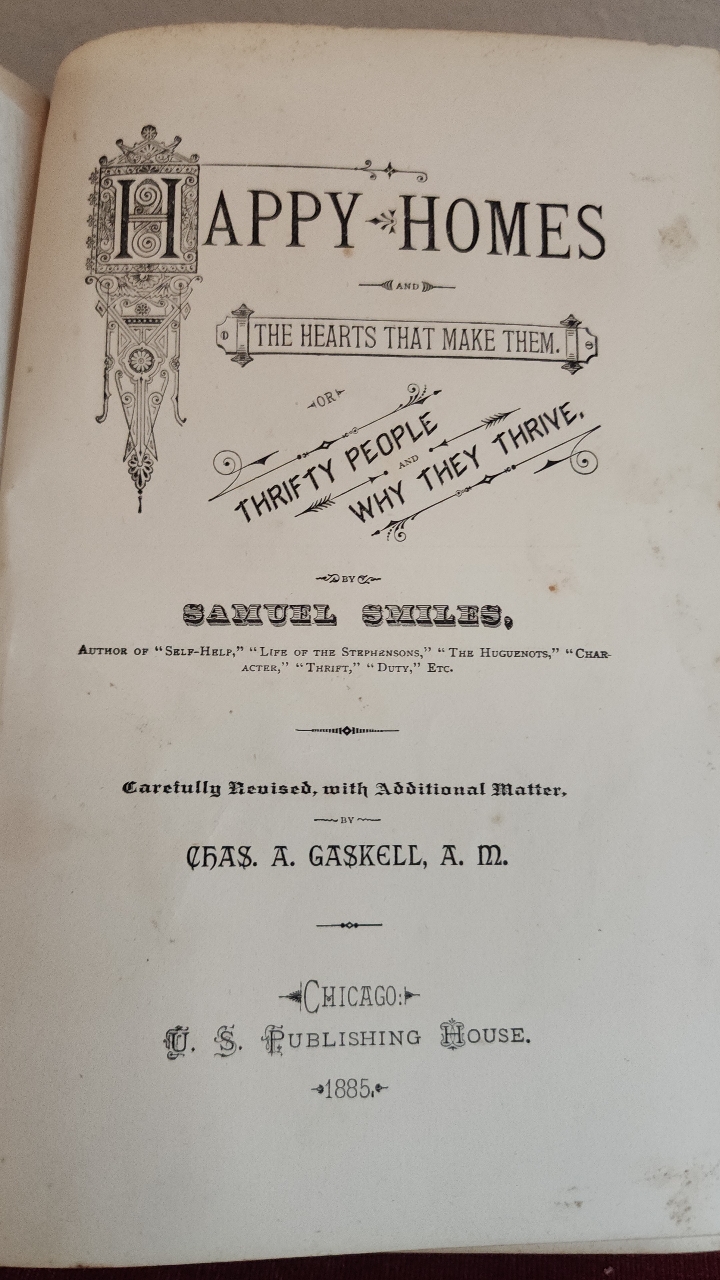 HAPPY HOMES
AND
THE HEARTS THAT MAKE THEM.
OR
THRIFTY PEOPLE
AND
WHY THEY THRIVE.
BY
SAMUEL SMILES,
AUTHOR OF "SELF-HELP," "LIFE OF THE STEPHENSONS," "THE HUGUENOTS," "CHAR-
ACTER," "THRIFT," "DUTY," ETC.
Carefully Revised, with Additional Matter,
BY
CHAS. A. GASKELL, A. M.
CHICAGO:
U. S. PUBLISHING HOUSE.
1885.